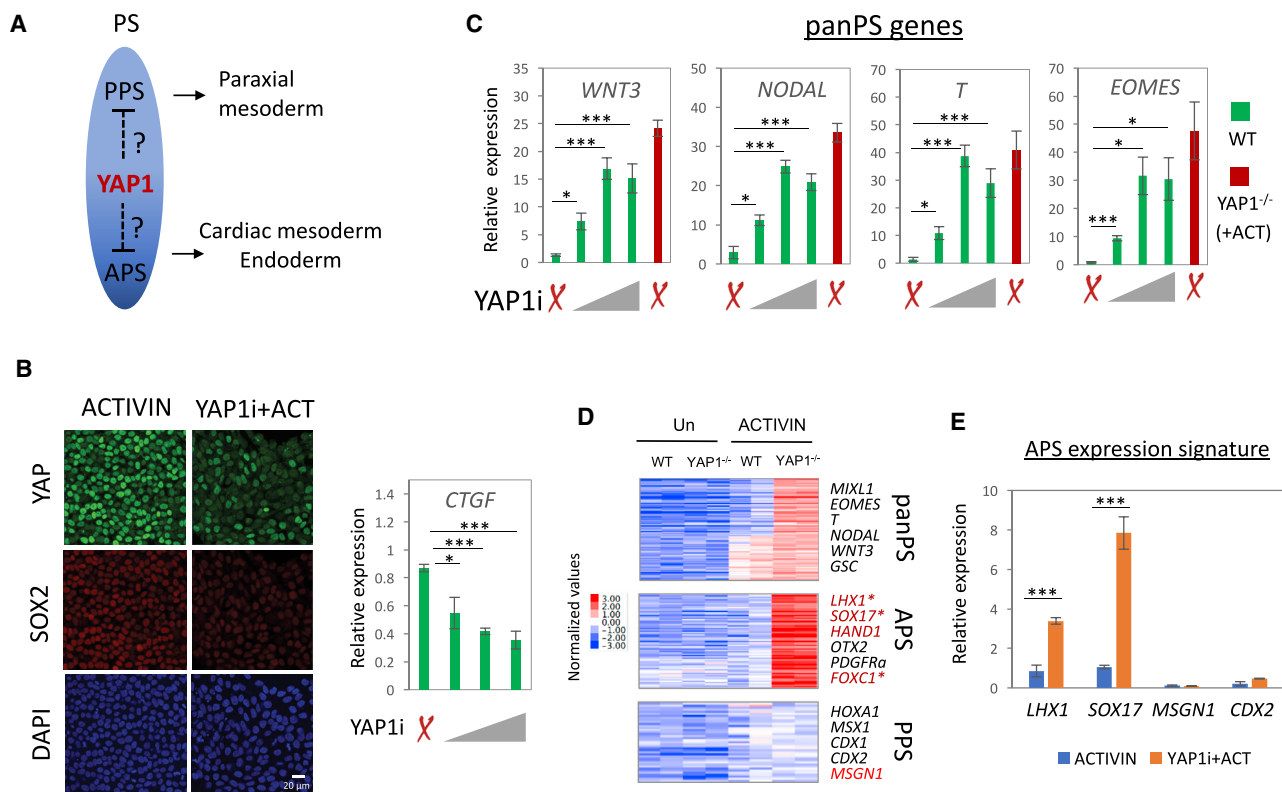 A
PS
PPS
Paraxial
mesoderm
?
YAP1
?
Cardiac mesoderm
Endoderm
APS
B
ACTIVIN
YAP1i+ACT
YAP
SOX2
DAPI
20 µm
CTGF
Relative expression
1.4
1.2
1
0.8
0.6
0.4
0.2
0
***
***
*
YAP1i
C
panPS genes
Relative expression
WNT3
35
30
25
20
15
10
5
0
***
***
*
NODAL
50
40
30
20
10
0
***
***
*
T
70
60
50
40
30
20
10
0
***
***
*
EOMES
70
60
50
40
30
20
10
0
*
*
***
WT
YAP1-/-
(+ACT)
YAP1i
D
Un
ACTIVIN
WT
YAP1-/-
WT
YAP1-/-
Normalized values
3.00
2.00
1.00
0.00
−1.00
−2.00
−3.00
MIXL1
EOMES
T
NODAL
WNT3
GSC
panPS
LHX1*
SOX17*
HAND1
OTX2
PDGFRα
FOXC1*
APS
HOXA1
MSX1
CDX1
CDX2
MSGN1
PPS
E
APS expression signature
Relative expression
10
8
6
4
2
0
***
***
LHX1
SOX17
MSGN1
CDX2
ACTIVIN
YAP1i+ACT